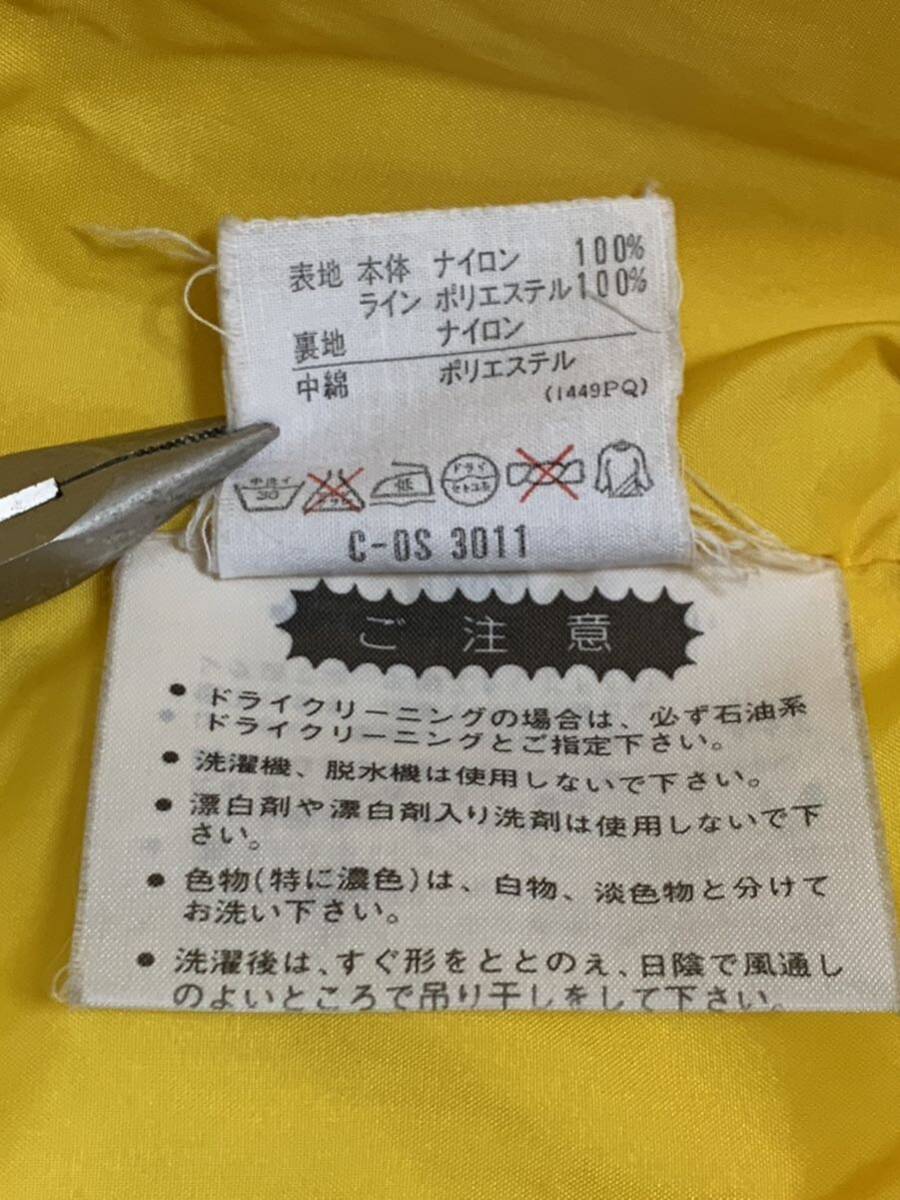 表地 本体 ナイロン 100%
ライン ポリエステル 100%
裏地 ナイロン
中綿 ポリエステル
(1449PQ)
30 低 ドライ セキユ系
C-OS 3011
ご注意
● ドライクリーニングの場合は、必ず石油系
ドライクリーニングとご指定下さい。
● 洗濯機、脱水機は使用しないで下さい。
● 漂白剤や漂白剤入り洗剤は使用しないで下
さい。
● 色物(特に濃色)は、白物、淡色物と分けて
お洗い下さい。
● 洗濯後は、すぐ形をととのえ、日陰で風通し
のよいところで吊り干しをして下さい。